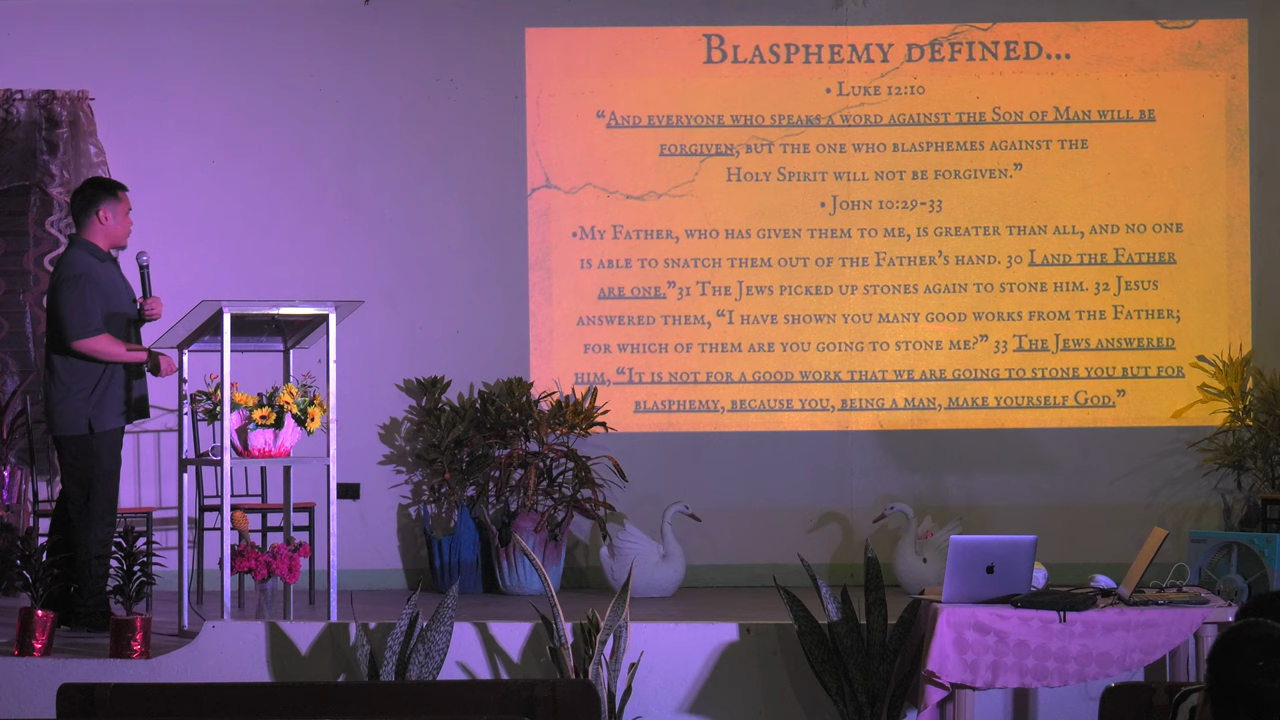 Blasphemy defined...
• Luke 12:10
“And everyone who speaks a word against the Son of Man will be
forgiven, but the one who blasphemes against the
Holy Spirit will not be forgiven.”
• John 10:29-33
•My Father, who has given them to me, is greater than all, and no one
is able to snatch them out of the Father’s hand. 30 I and the Father
are one.”31 The Jews picked up stones again to stone him. 32 Jesus
answered them, “I have shown you many good works from the Father;
for which of them are you going to stone me?” 33 The Jews answered
him, “It is not for a good work that we are going to stone you but for
blasphemy, because you, being a man, make yourself God.”